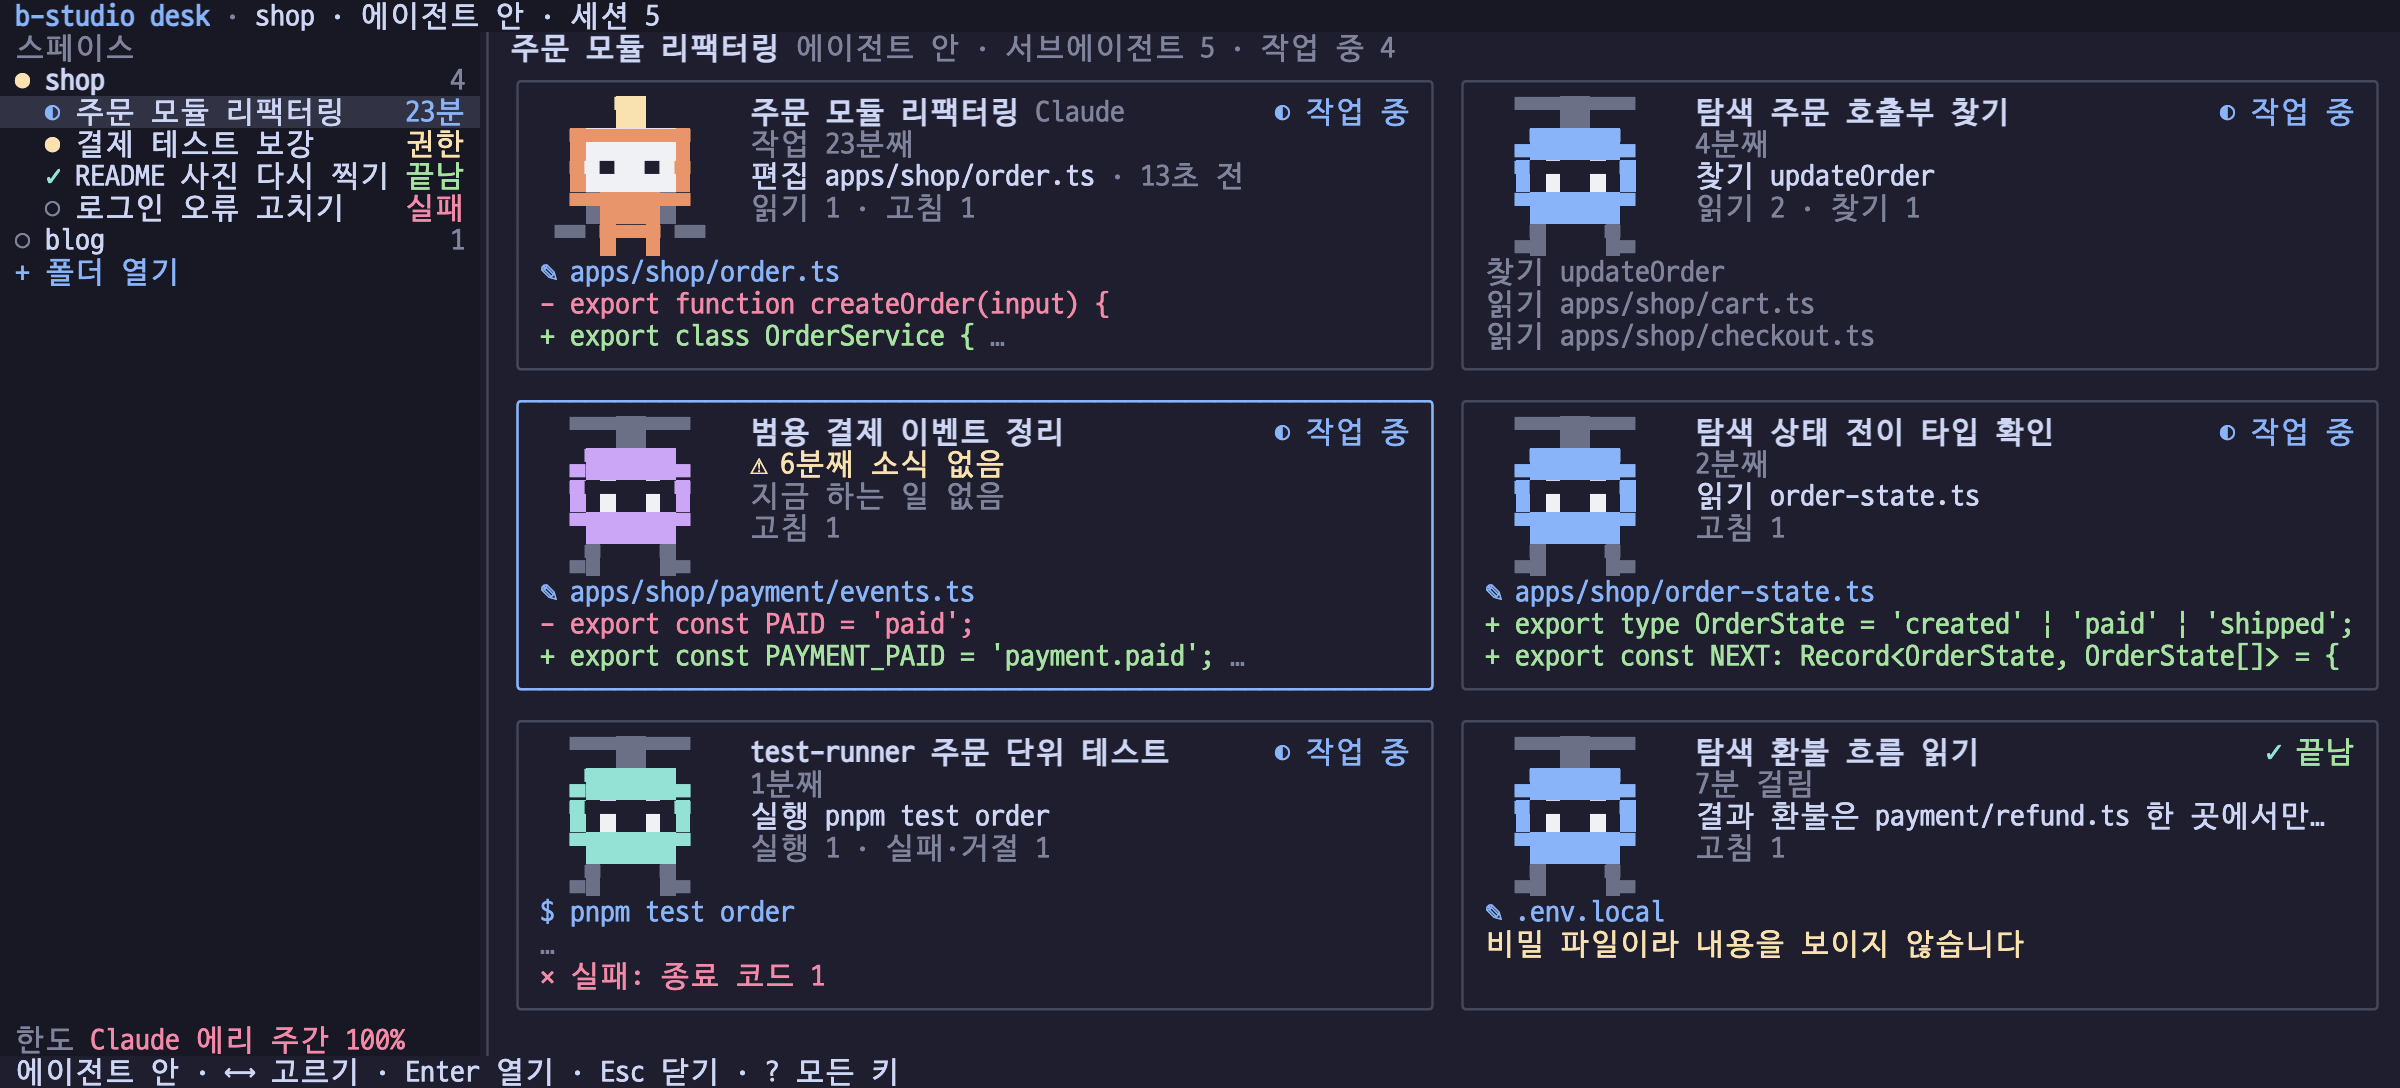 b-studio desk · shop · 에이전트 안 · 세션 5
스페이스
● shop 4
◐ 주문 모듈 리팩터링 23분
● 결제 테스트 보강 권한
✓ README 사진 다시 찍기 끝남
○ 로그인 오류 고치기 실패
○ blog 1
+ 폴더 열기
한도 Claude 에리 주간 100%
주문 모듈 리팩터링 에이전트 안 · 서브에이전트 5 · 작업 중 4
주문 모듈 리팩터링 Claude ◐ 작업 중
작업 23분째
편집 apps/shop/order.ts · 13초 전
읽기 1 · 고침 1
✎ apps/shop/order.ts
- export function createOrder(input) {
+ export class OrderService { …
탐색 주문 호출부 찾기 ◐ 작업 중
4분째
찾기 updateOrder
읽기 2 · 찾기 1
찾기 updateOrder
읽기 apps/shop/cart.ts
읽기 apps/shop/checkout.ts
범용 결제 이벤트 정리 ◐ 작업 중
⚠ 6분째 소식 없음
지금 하는 일 없음
고침 1
✎ apps/shop/payment/events.ts
- export const PAID = 'paid';
+ export const PAYMENT_PAID = 'payment.paid'; …
탐색 상태 전이 타입 확인 ◐ 작업 중
2분째
읽기 order-state.ts
고침 1
✎ apps/shop/order-state.ts
+ export type OrderState = 'created' | 'paid' | 'shipped';
+ export const NEXT: Record<OrderState, OrderState[]> = {
test-runner 주문 단위 테스트 ◐ 작업 중
1분째
실행 pnpm test order
실행 1 · 실패·거절 1
$ pnpm test order
…
× 실패: 종료 코드 1
탐색 환불 흐름 읽기 ✓ 끝남
7분 걸림
결과 환불은 payment/refund.ts 한 곳에서만…
고침 1
✎ .env.local
비밀 파일이라 내용을 보이지 않습니다
에이전트 안 · ←→ 고르기 · Enter 열기 · Esc 닫기 · ? 모든 키